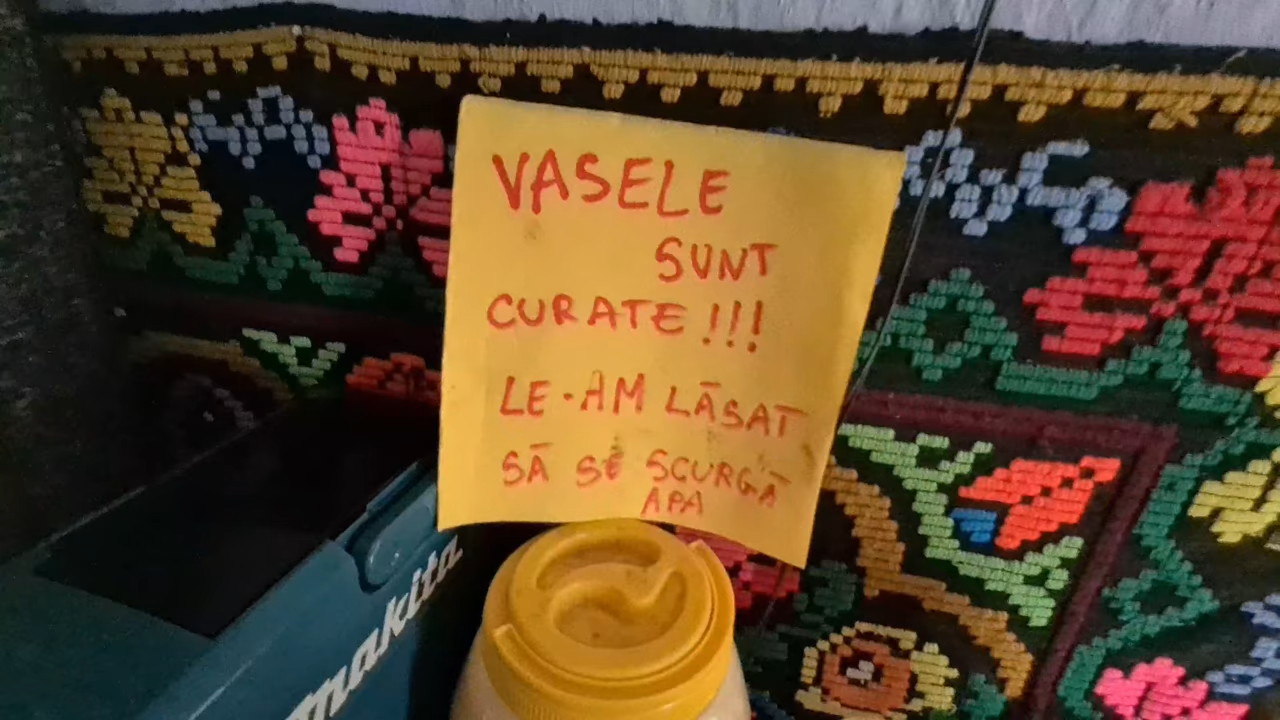 VASELE
SUNT
CURATE!!!
LE-AM LĂSAT
SĂ SE SCURGĂ
APA
makita